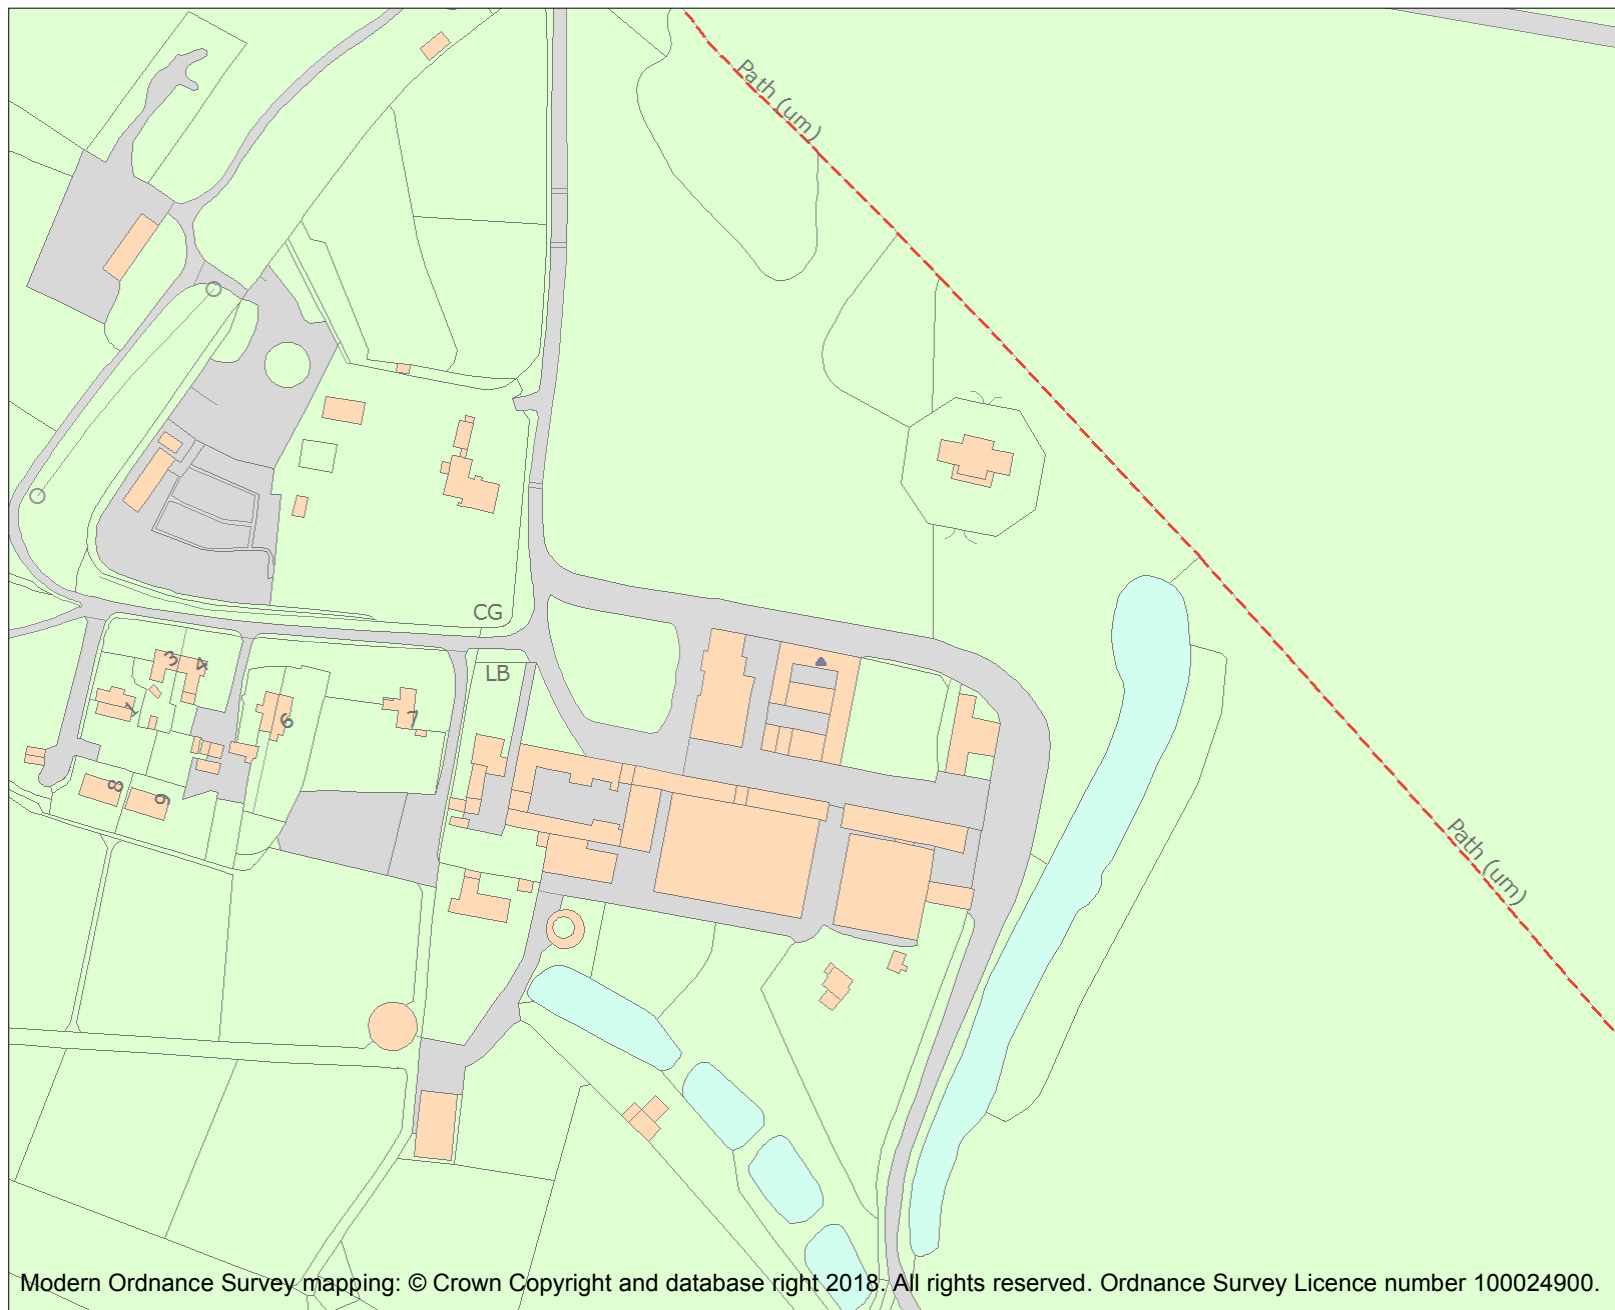 Path (um)
CG
LB
3
4
1
6
7
8
9
Path (um)
Modern Ordnance Survey mapping: © Crown Copyright and database right 2018. All rights reserved. Ordnance Survey Licence number 100024900.